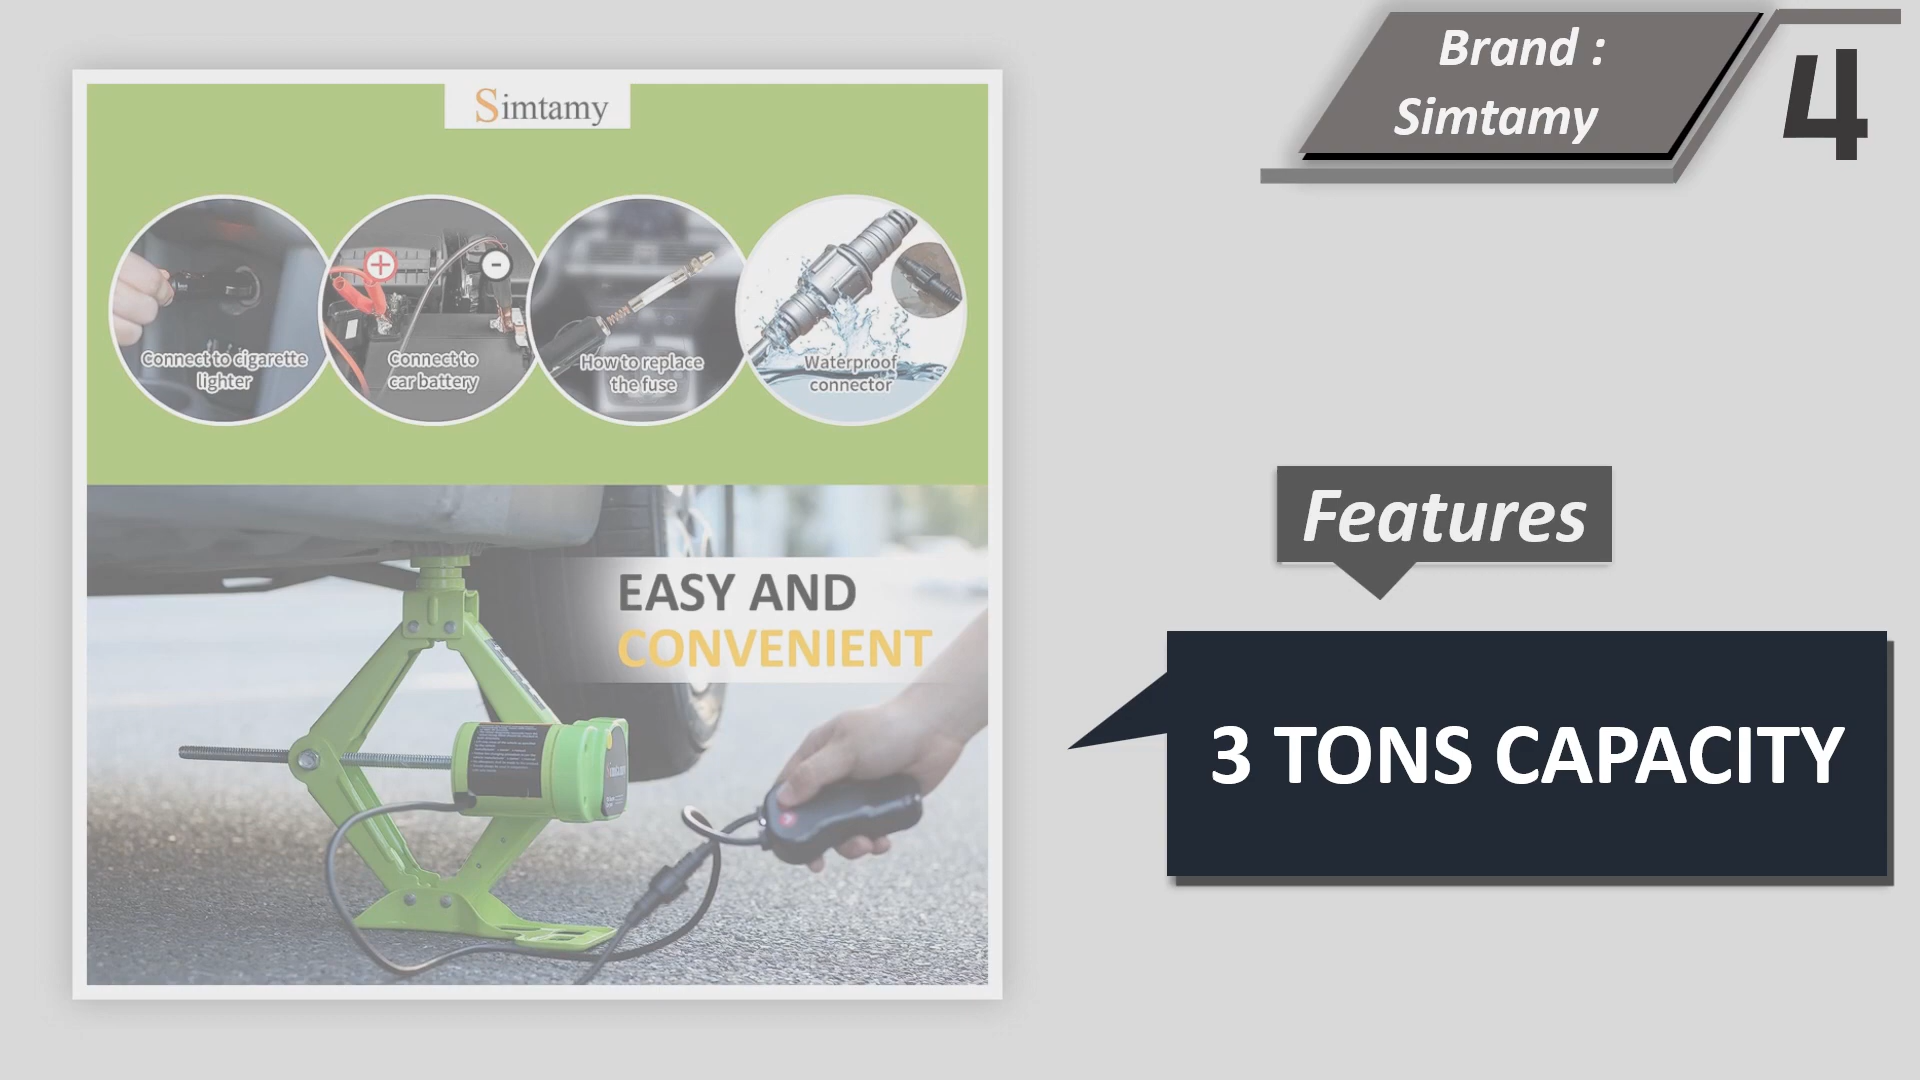 Simtamy
Connect to cigarette
lighter
Connect to
car battery
How to replace
the fuse
Waterproof
connector
EASY AND
CONVENIENT
Simtamy
Brand :
Simtamy
4
Features
3 TONS CAPACITY